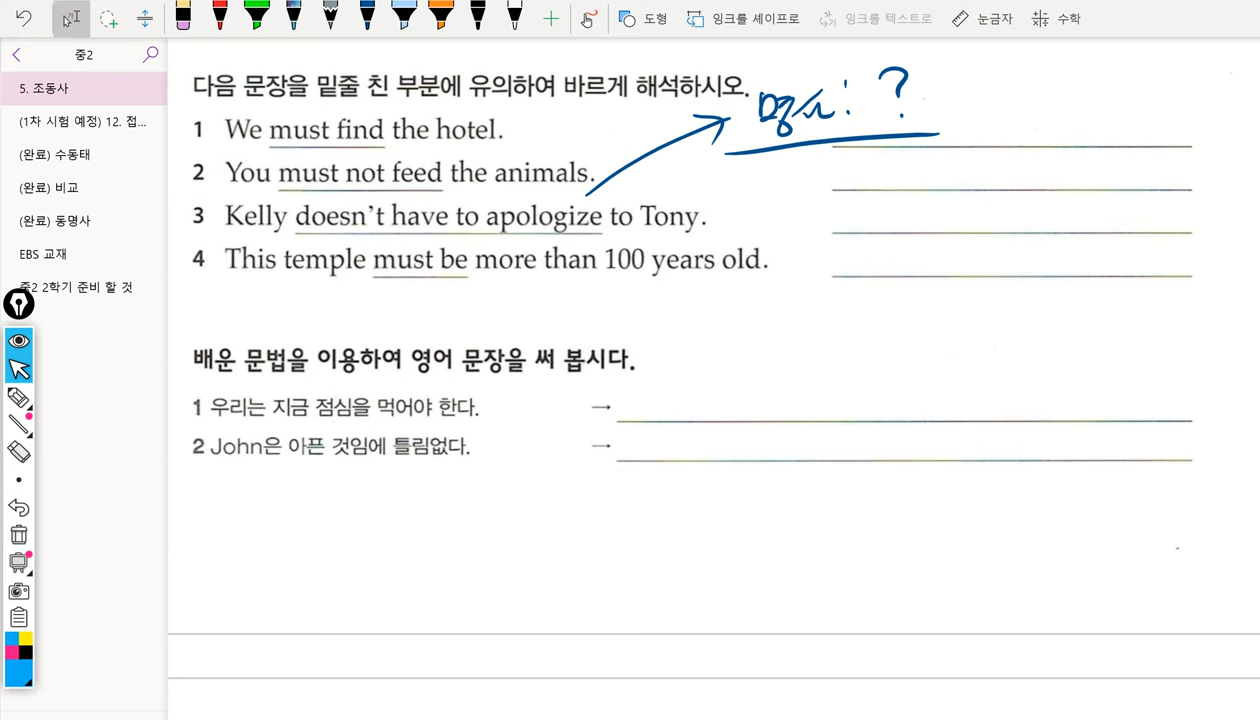 도형
잉크를 셰이프로
잉크를 텍스트로
눈금자
수학
중2
5. 조동사
(1차 시험 예정) 12. 접...
(완료) 수동태
(완료) 비교
(완료) 동명사
EBS 교재
중2 2학기 준비 할 것
다음 문장을 밑줄 친 부분에 유의하여 바르게 해석하시오.
명사: ?
1 We must find the hotel.
2 You must not feed the animals.
3 Kelly doesn't have to apologize to Tony.
4 This temple must be more than 100 years old.
배운 문법을 이용하여 영어 문장을 써 봅시다.
1 우리는 지금 점심을 먹어야 한다. →
2 John은 아픈 것임에 틀림없다. →